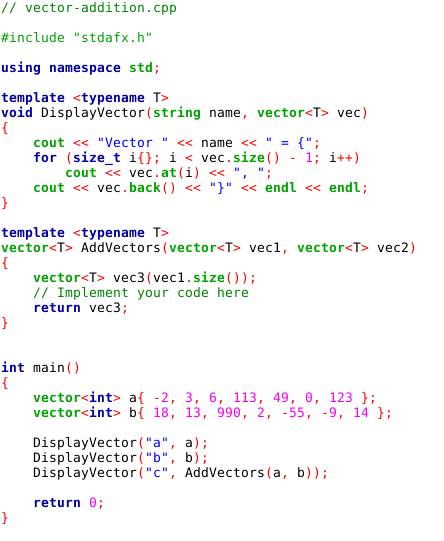 // vector-addition.cpp
#include "stdafx.h"
using namespace std;
template <typename T>
void DisplayVector(string name, vector<T> vec)
{
    cout << "Vector " << name << " = {";
    for (size_t i{}; i < vec.size() - 1; i++)
        cout << vec.at(i) << ", ";
    cout << vec.back() << "}" << endl << endl;
}
template <typename T>
vector<T> AddVectors(vector<T> vec1, vector<T> vec2)
{
    vector<T> vec3(vec1.size());
    // Implement your code here
    return vec3;
}
int main()
{
    vector<int> a{ -2, 3, 6, 113, 49, 0, 123 };
    vector<int> b{ 18, 13, 990, 2, -55, -9, 14 };
    DisplayVector("a", a);
    DisplayVector("b", b);
    DisplayVector("c", AddVectors(a, b));
    return 0;
}